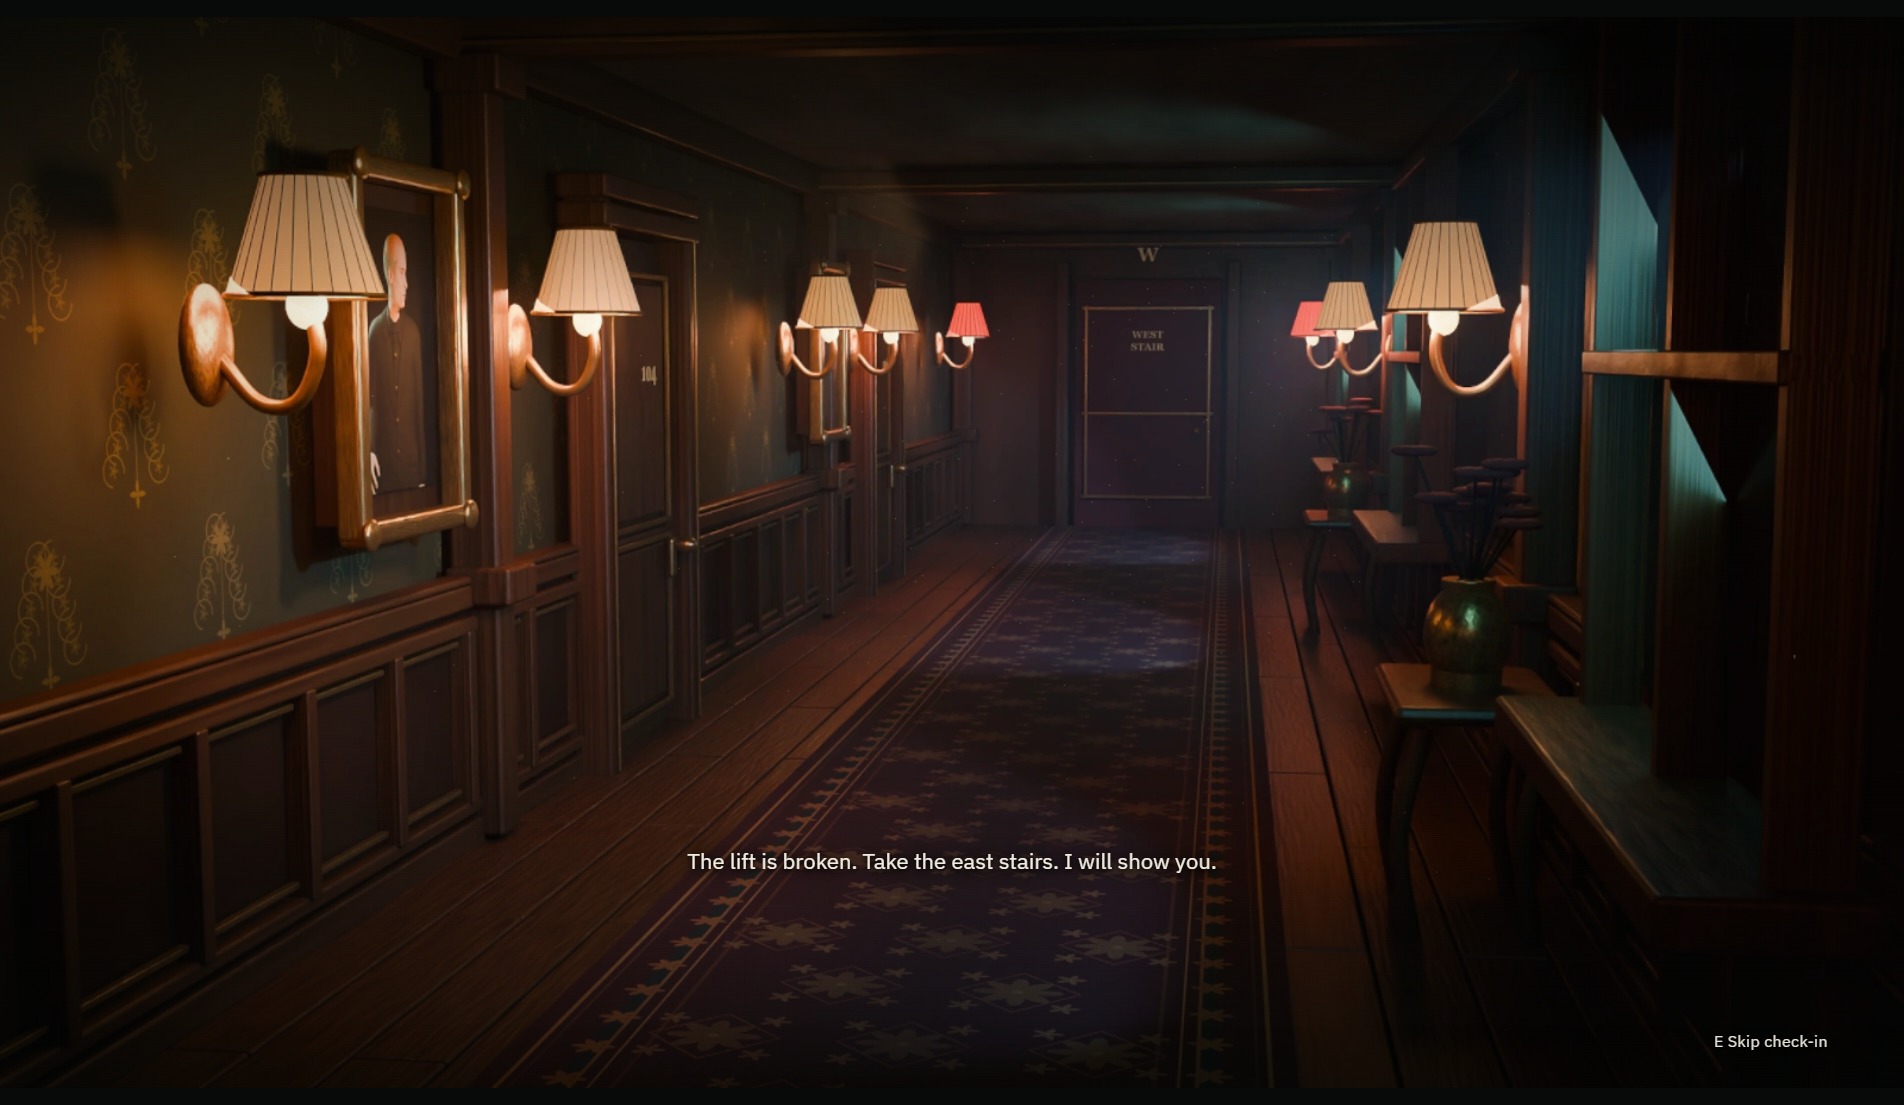 W
WEST
STAIR
104
The lift is broken. Take the east stairs. I will show you.
E Skip check-in